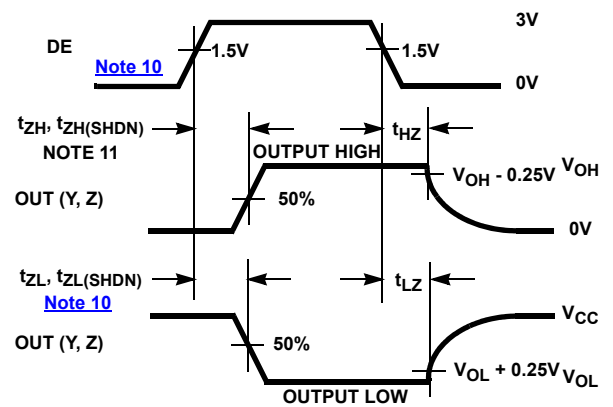 3V
DE
1.5V
1.5V
Note 10
0V
tZH, tZH(SHDN)
NOTE 11
tHZ
OUTPUT HIGH
VOH - 0.25V
VOH
OUT (Y, Z)
50%
0V
tZL, tZL(SHDN)
Note 10
tLZ
VCC
OUT (Y, Z)
50%
VOL + 0.25V
VOL
OUTPUT LOW